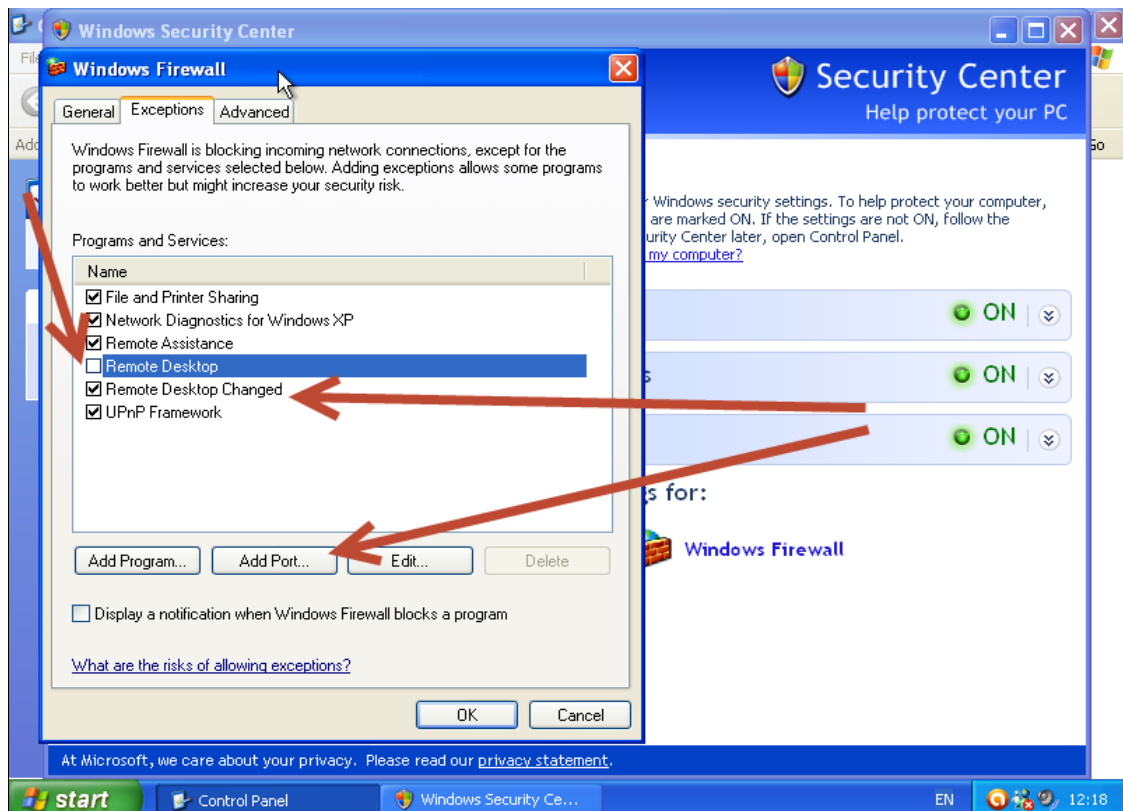 Windows Security Center
Windows Firewall
General
Exceptions
Advanced
Windows Firewall is blocking incoming network connections, except for the
programs and services selected below. Adding exceptions allows some programs
to work better but might increase your security risk.
Programs and Services:
Name
File and Printer Sharing
Network Diagnostics for Windows XP
Remote Assistance
Remote Desktop
Remote Desktop Changed
UPnP Framework
Add Program...
Add Port...
Edit...
Delete
Display a notification when Windows Firewall blocks a program
What are the risks of allowing exceptions?
OK
Cancel
Security Center
Help protect your PC
Windows security settings. To help protect your computer,
are marked ON. If the settings are not ON, follow the
urity Center later, open Control Panel.
my computer?
ON
ON
ON
s for:
Windows Firewall
At Microsoft, we care about your privacy. Please read our privacy statement.
start
Control Panel
Windows Security Ce...
EN
12:18